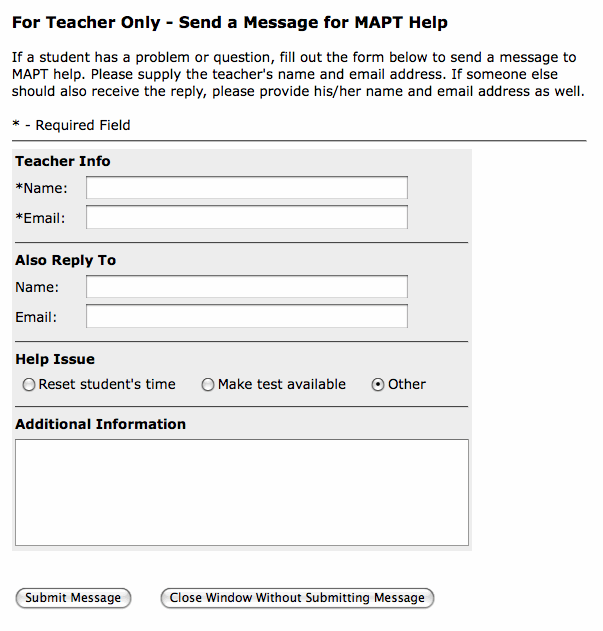 For Teacher Only - Send a Message for MAPT Help
If a student has a problem or question, fill out the form below to send a message to
MAPT help. Please supply the teacher's name and email address. If someone else
should also receive the reply, please provide his/her name and email address as well.
* - Required Field
Teacher Info
*Name:
*Email:
Also Reply To
Name:
Email:
Help Issue
Reset student's time Make test available Other
Additional Information
Submit Message Close Window Without Submitting Message